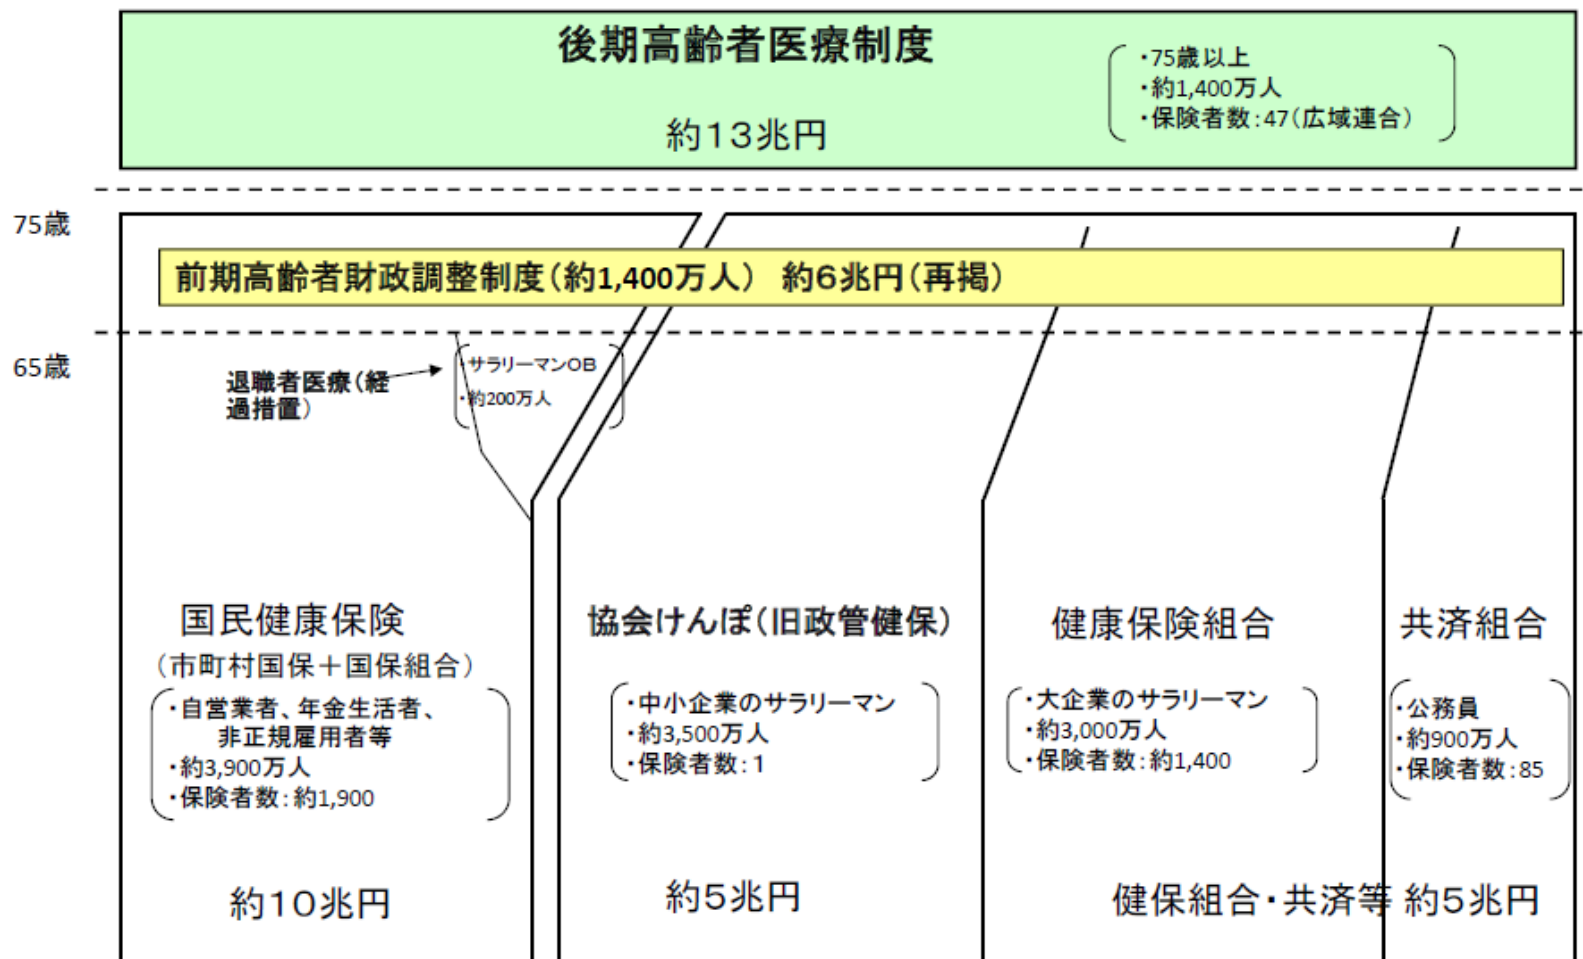 後期高齢者医療制度
約13兆円
・75歳以上
・約1,400万人
・保険者数:47(広域連合)
75歳
前期高齢者財政調整制度(約1,400万人) 約6兆円(再掲)
65歳
退職者医療(経
過措置)
・サラリーマンOB
・約200万人
国民健康保険
(市町村国保+国保組合)
・自営業者、年金生活者、
非正規雇用者等
・約3,900万人
・保険者数:約1,900
約10兆円
協会けんぽ(旧政管健保)
・中小企業のサラリーマン
・約3,500万人
・保険者数:1
約5兆円
健康保険組合
・大企業のサラリーマン
・約3,000万人
・保険者数:約1,400
共済組合
・公務員
・約900万人
・保険者数:85
健保組合・共済等 約5兆円